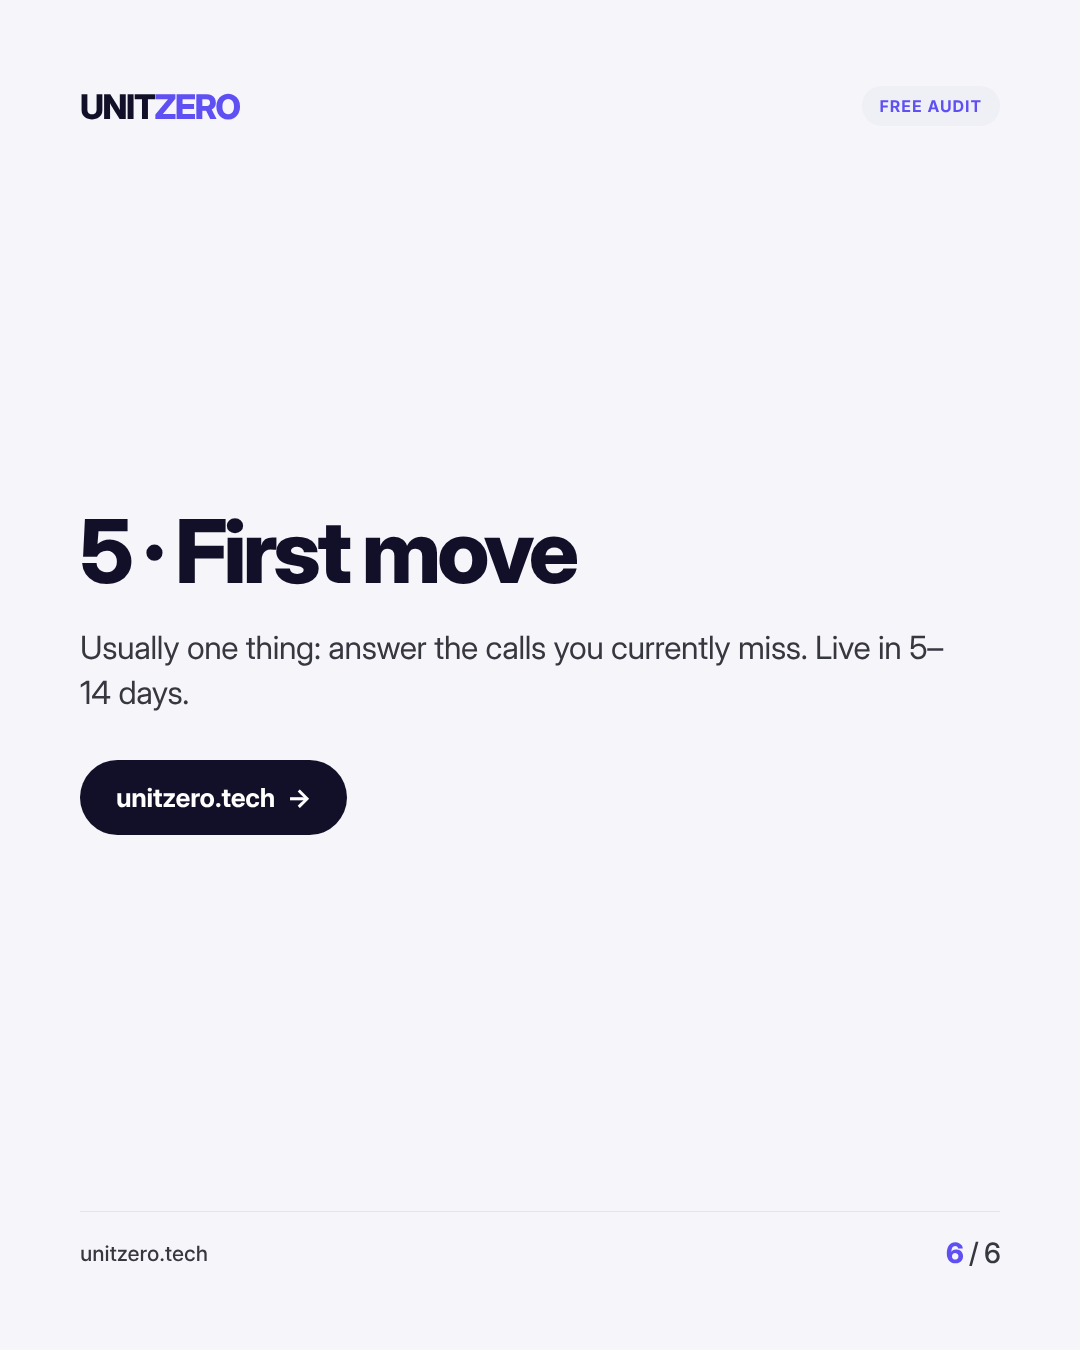 UNITZERO
FREE AUDIT
5 · First move
Usually one thing: answer the calls you currently miss. Live in 5–
14 days.
unitzero.tech →
unitzero.tech
6 / 6